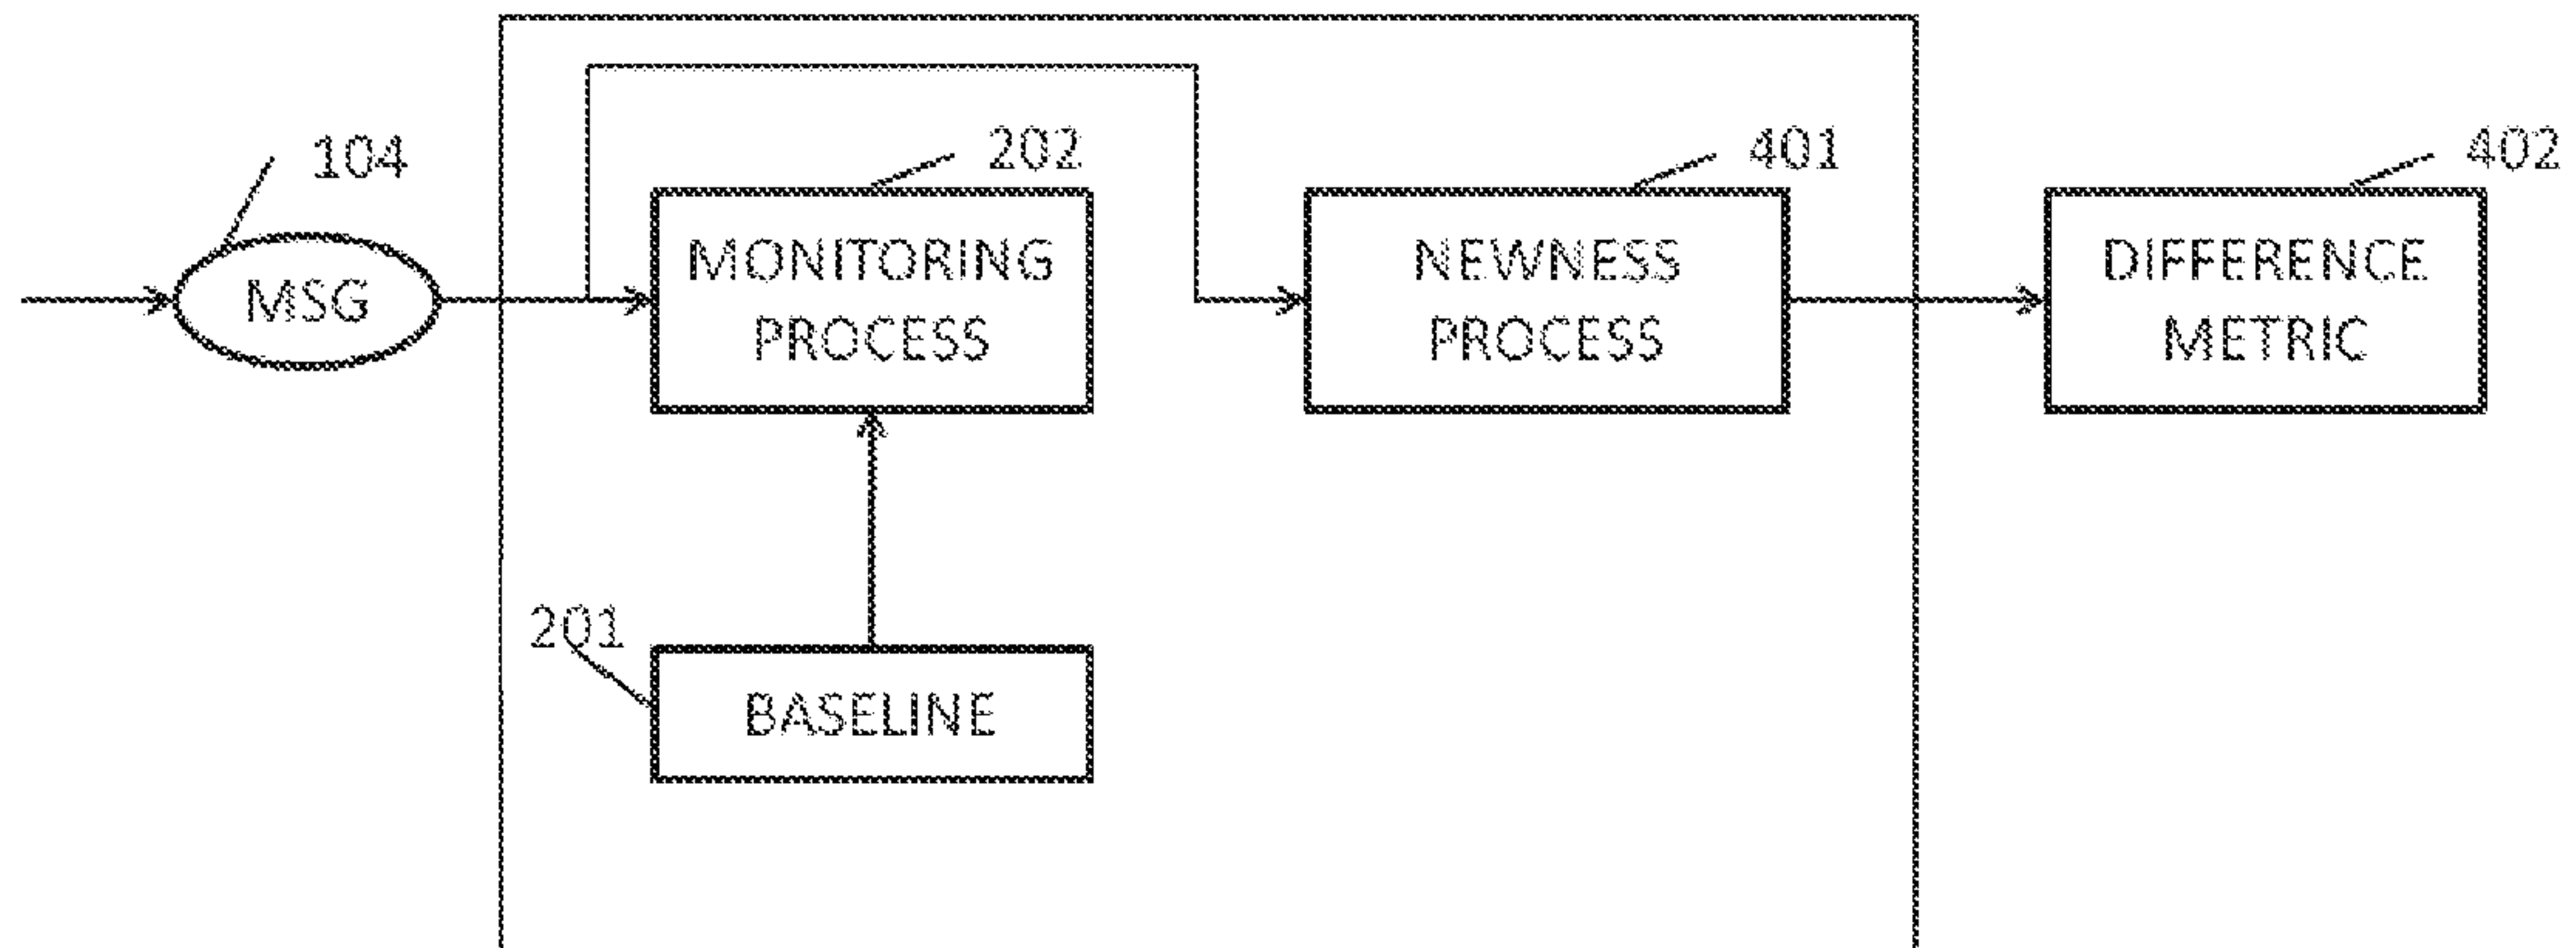 104
MSG
202
MONITORING
PROCESS
401
NEWNESS
PROCESS
402
DIFFERENCE
METRIC
201
BASELINE